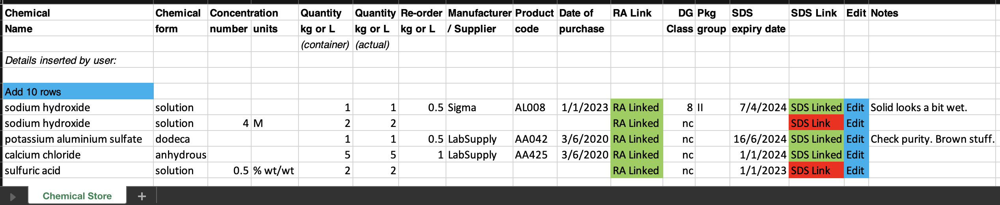 Chemical Chemical Concentration Quantity Quantity Re-order Manufacturer Product Date of RA Link DG Pkg SDS SDS Link Edit Notes
Name form number units kg or L kg or L kg or L / Supplier code purchase Class group expiry date
(container) (actual)
Details inserted by user:
Add 10 rows
sodium hydroxide solution 1 1 0.5 Sigma AL008 1/1/2023 RA Linked 8 II 7/4/2024 SDS Linked Edit Solid looks a bit wet.
sodium hydroxide solution 4 M 2 2 RA Linked nc SDS Link Edit
potassium aluminium sulfate dodeca 1 1 0.5 LabSupply AA042 3/6/2020 RA Linked nc 16/6/2024 SDS Linked Edit Check purity. Brown stuff.
calcium chloride anhydrous 5 5 1 LabSupply AA425 3/6/2020 RA Linked nc 1/1/2024 SDS Linked Edit
sulfuric acid solution 0.5 % wt/wt 2 2 RA Linked nc 1/1/2023 SDS Link Edit
Chemical Store +